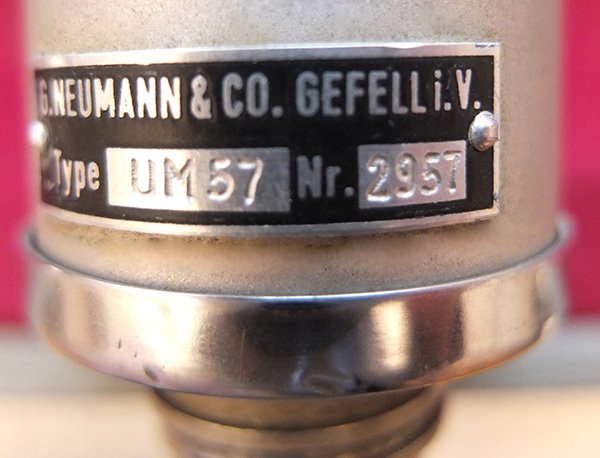 G.NEUMANN & CO. GEFELL i.V.
Type UM 57 Nr. 2957